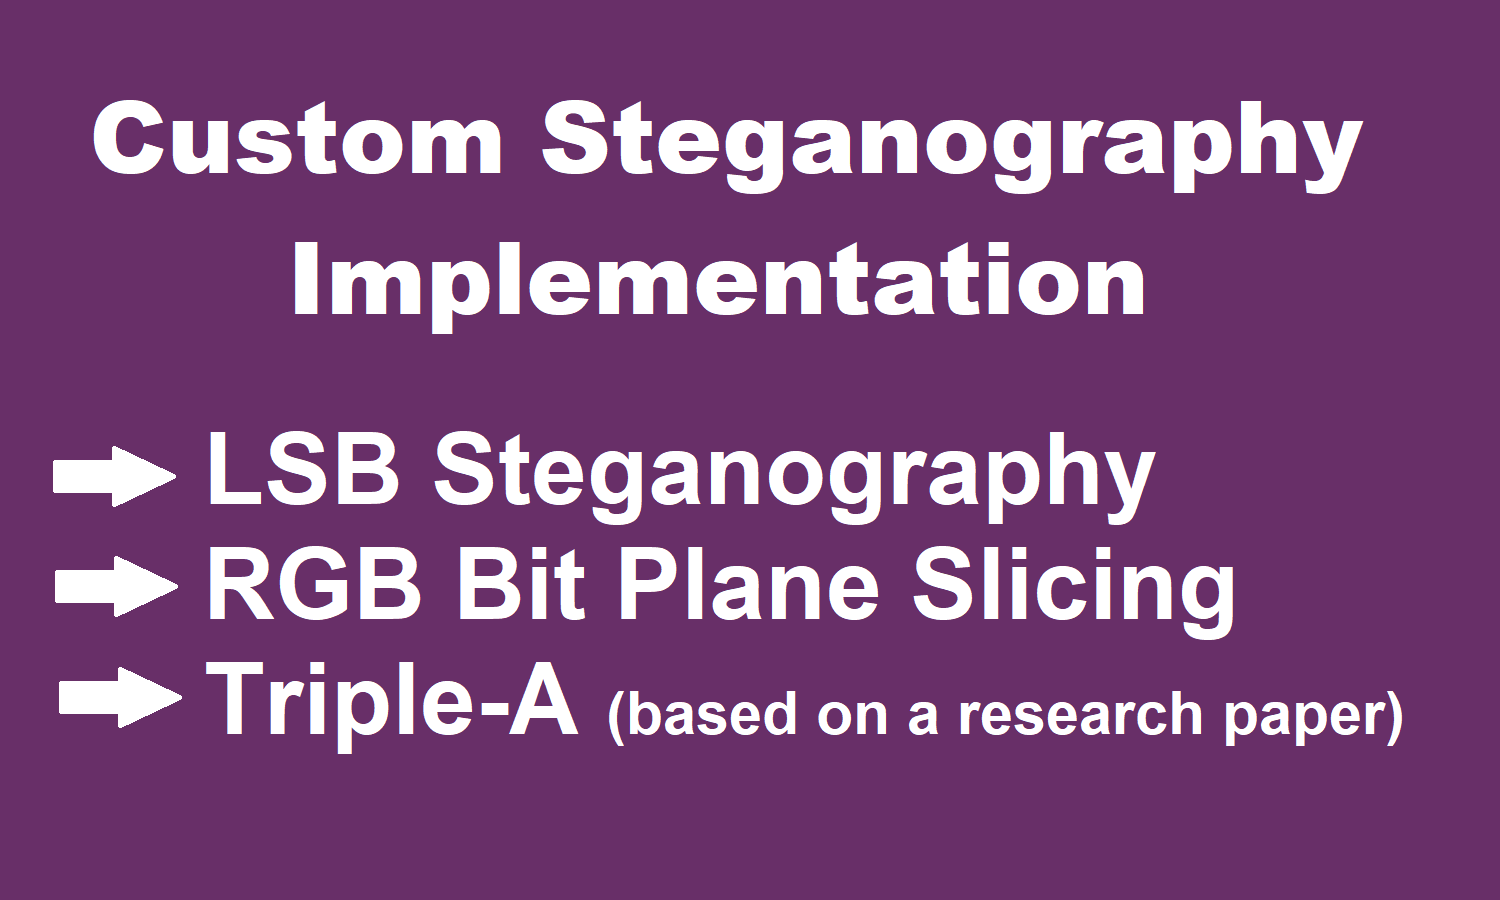 Custom Steganography
Implementation
LSB Steganography
RGB Bit Plane Slicing
Triple-A (based on a research paper)